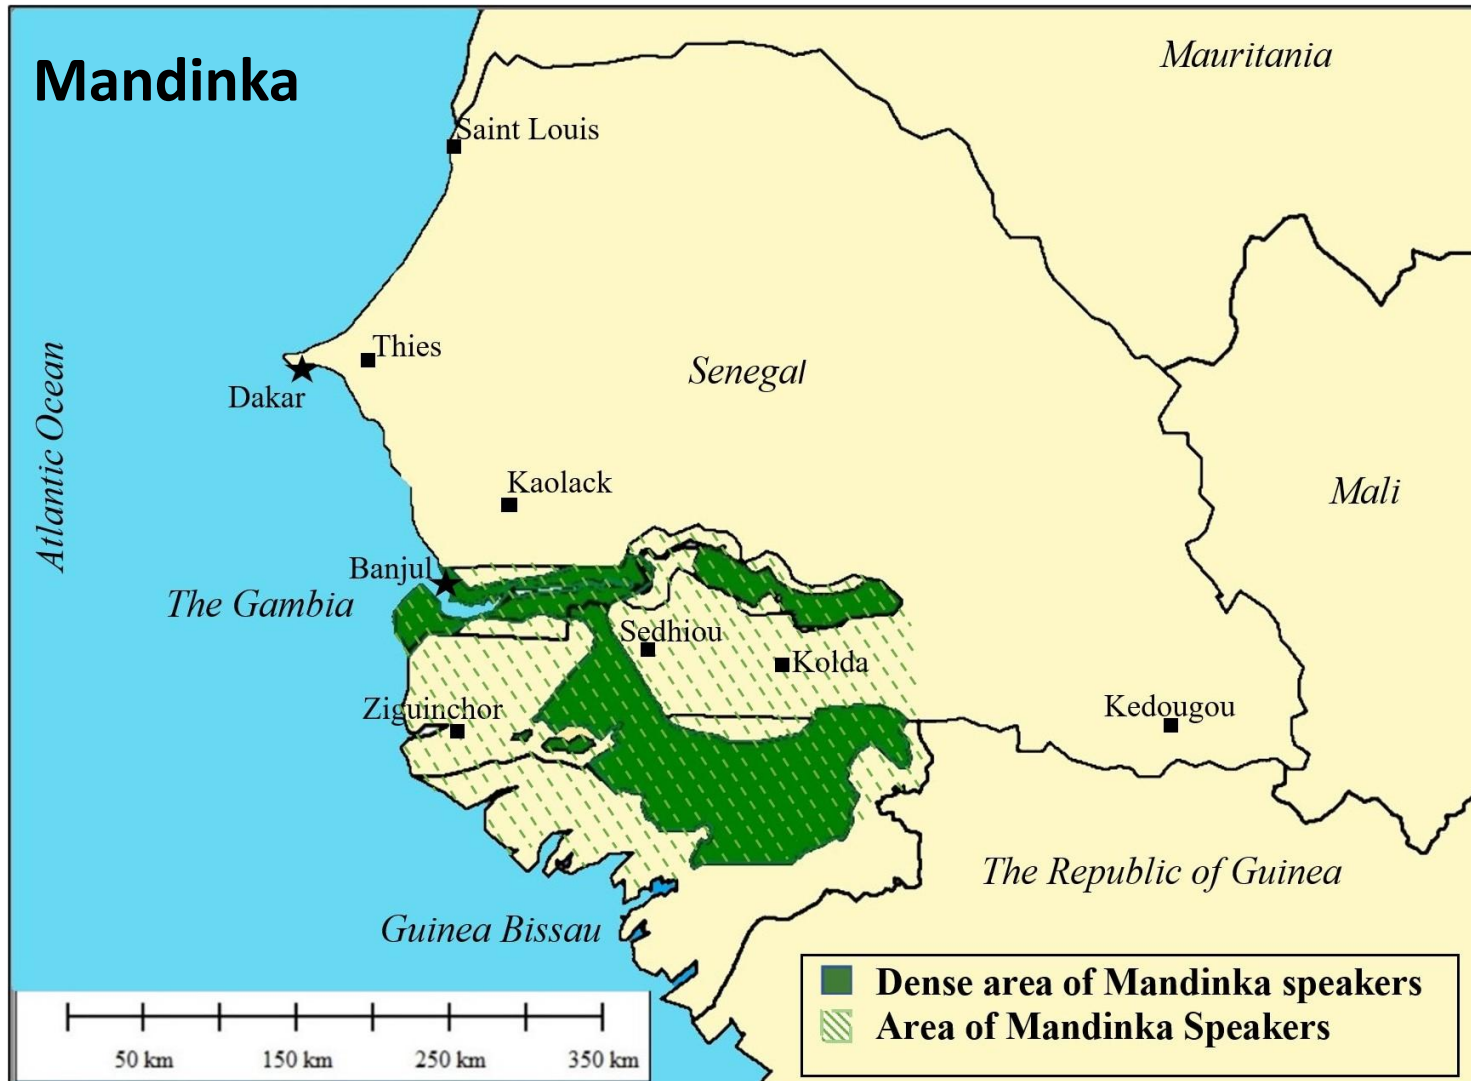 Mandinka
Mauritania
Saint Louis
Thies
Senegal
Dakar
Atlantic Ocean
Kaolack
Mali
Banjul
The Gambia
Sedhiou
Kolda
Ziguinchor
Kedougou
The Republic of Guinea
Guinea Bissau
Dense area of Mandinka speakers
Area of Mandinka Speakers
50 km 150 km 250 km 350 km